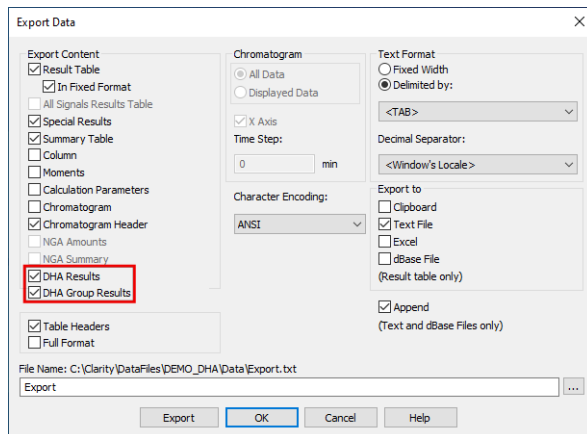 Export Data
Export Content
Result Table
In Fixed Format
All Signals Results Table
Special Results
Summary Table
Column
Moments
Calculation Parameters
Chromatogram
Chromatogram Header
NGA Amounts
NGA Summary
DHA Results
DHA Group Results
Table Headers
Full Format
Chromatogram
All Data
Displayed Data
X Axis
Time Step:
0 min
Character Encoding:
ANSI
Text Format
Fixed Width
Delimited by:
<TAB>
Decimal Separator:
<Window's Locale>
Export to
Clipboard
Text File
Excel
dBase File
(Result table only)
Append
(Text and dBase Files only)
File Name: C:\Clarity\DataFiles\DEMO_DHA\Data\Export.txt
Export
...
Export OK Cancel Help